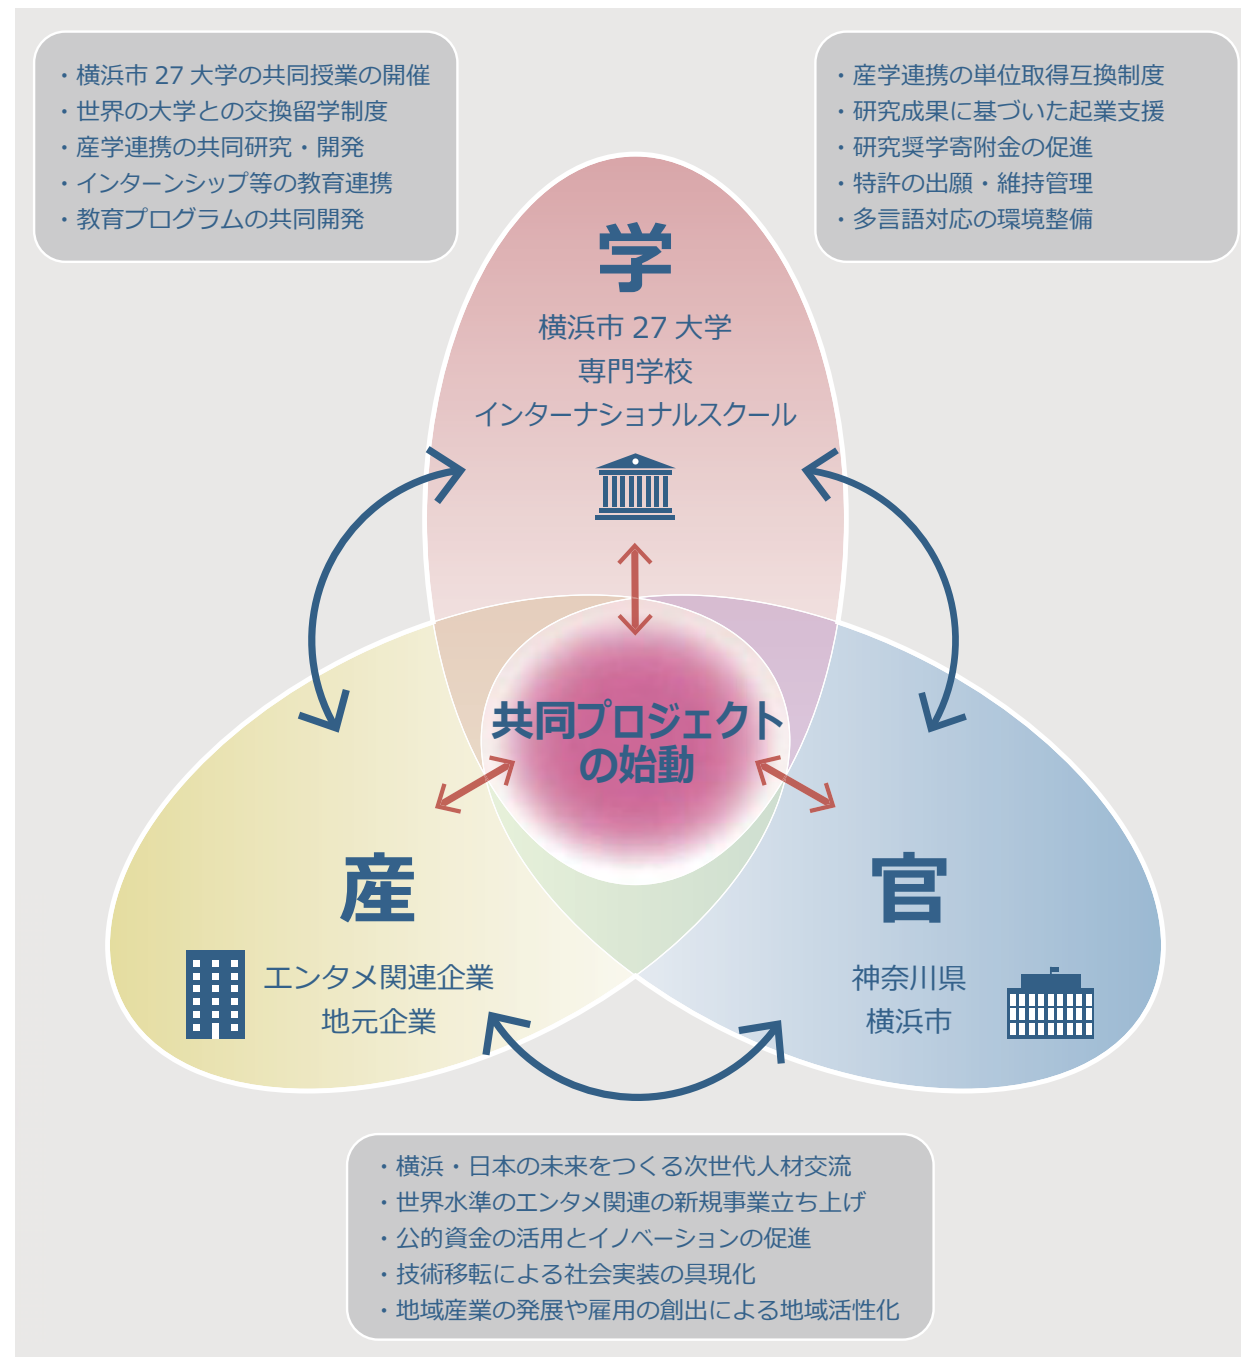 ・横浜市 27 大学の共同授業の開催
・世界の大学との交換留学制度
・産学連携の共同研究・開発
・インターンシップ等の教育連携
・教育プログラムの共同開発
・産学連携の単位取得互換制度
・研究成果に基づいた起業支援
・研究奨学寄附金の促進
・特許の出願・維持管理
・多言語対応の環境整備
学
横浜市 27 大学
専門学校
インターナショナルスクール
共同プロジェクト
の始動
産
エンタメ関連企業
地元企業
官
神奈川県
横浜市
・横浜・日本の未来をつくる次世代人材交流
・世界水準のエンタメ関連の新規事業立ち上げ
・公的資金の活用とイノベーションの促進
・技術移転による社会実装の具現化
・地域産業の発展や雇用の創出による地域活性化